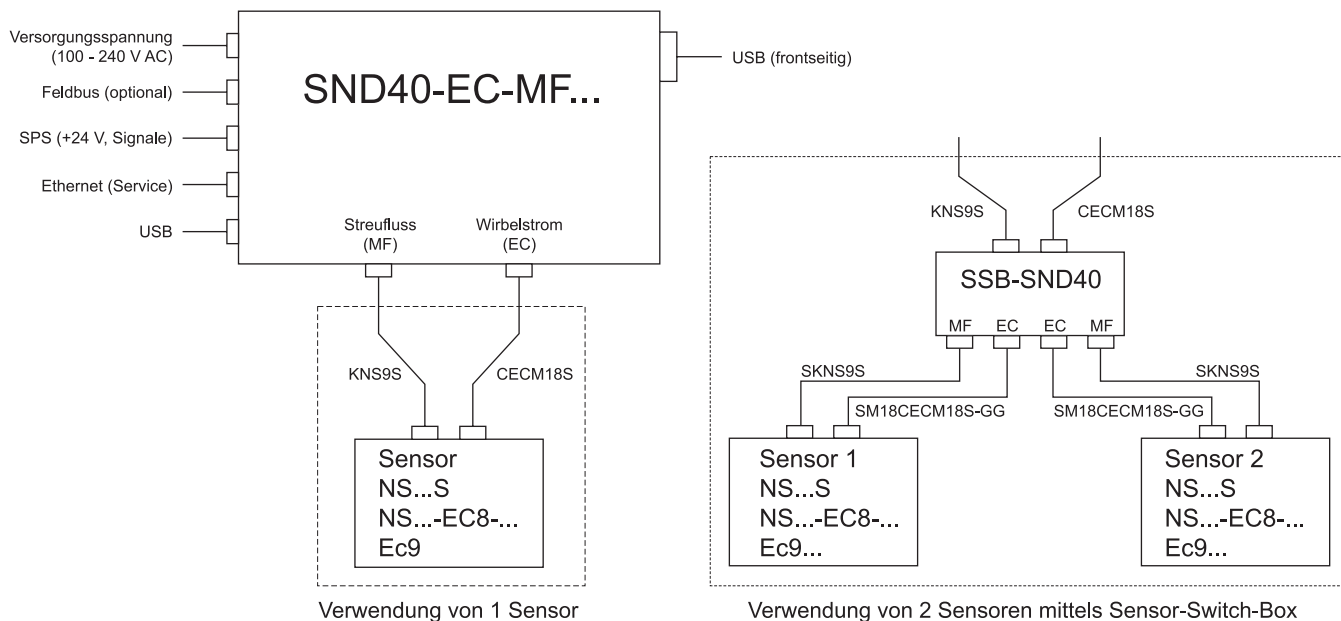 Versorgungsspannung
(100 - 240 V AC)
Feldbus (optional)
SPS (+24 V, Signale)
Ethernet (Service)
USB
SND40-EC-MF...
USB (frontseitig)
Streufluss
(MF)
Wirbelstrom
(EC)
KNS9S
CECM18S
Sensor
NS...S
NS...-EC8-...
Ec9
Verwendung von 1 Sensor
KNS9S
CECM18S
SSB-SND40
MF
EC
EC
MF
SKNS9S
SKNS9S
SM18CECM18S-GG
SM18CECM18S-GG
Sensor 1
NS...S
NS...-EC8-...
Ec9...
Sensor 2
NS...S
NS...-EC8-...
Ec9...
Verwendung von 2 Sensoren mittels Sensor-Switch-Box